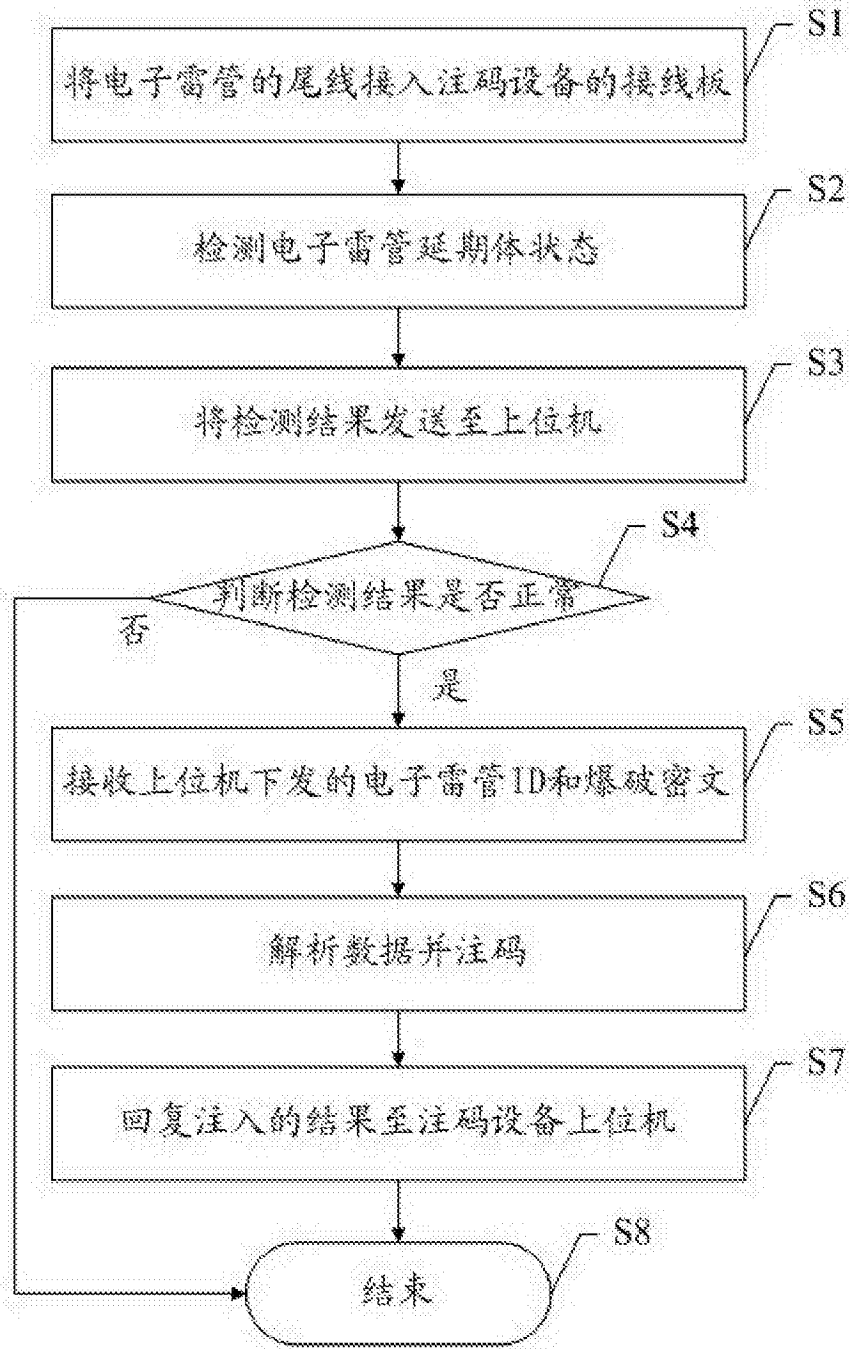 S1
将电子雷管的尾线接入注码设备的接线板
S2
检测电子雷管延期体状态
S3
将检测结果发送至上位机
S4
判断检测结果是否正常
否
是
S5
接收上位机下发的电子雷管ID和爆破密文
S6
解析数据并注码
S7
回复注入的结果至注码设备上位机
S8
结束